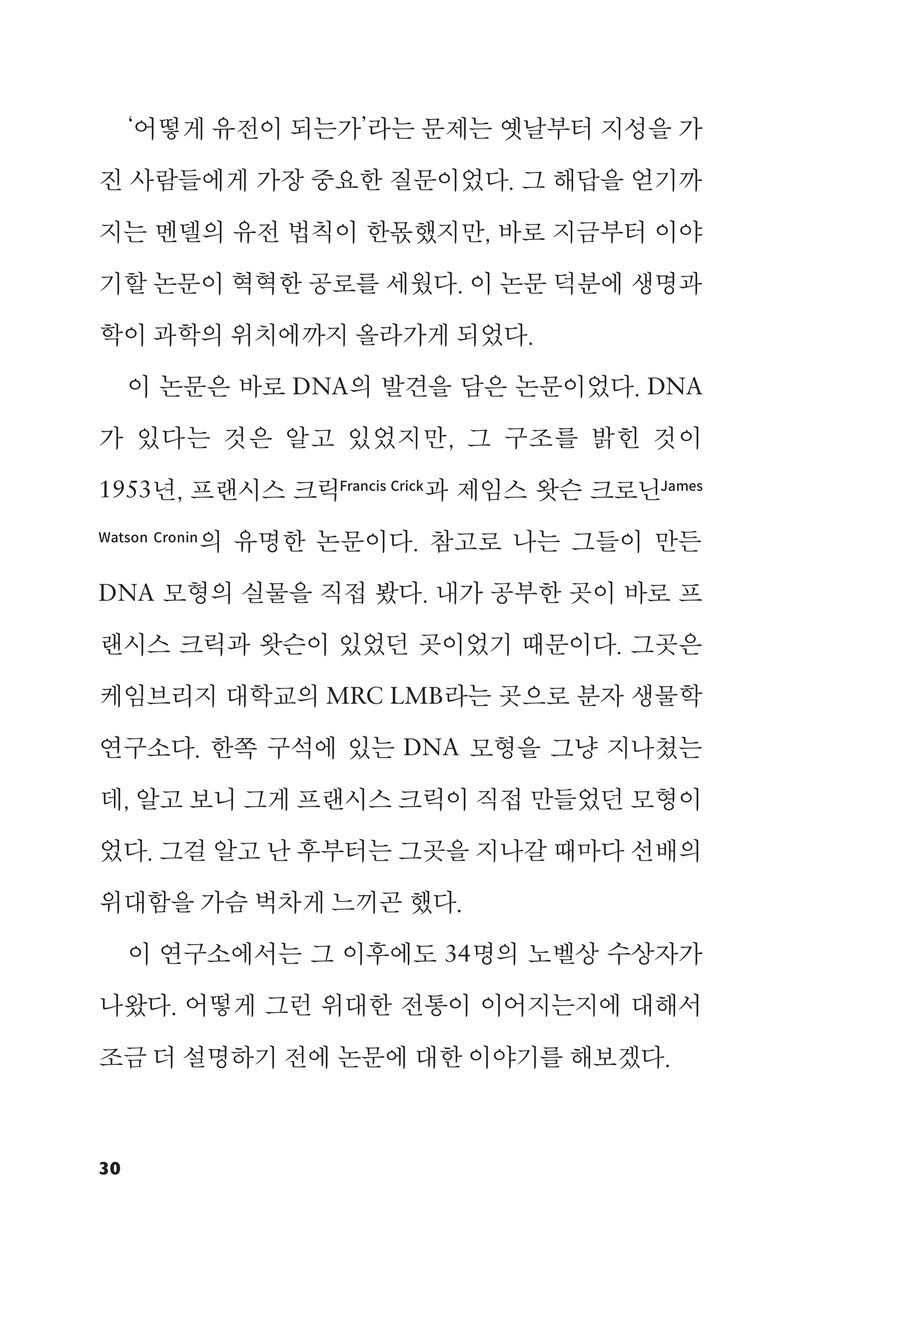 ‘어떻게 유전이 되는가’라는 문제는 옛날부터 지성을 가
진 사람들에게 가장 중요한 질문이었다. 그 해답을 얻기까
지는 멘델의 유전 법칙이 한몫했지만, 바로 지금부터 이야
기할 논문이 혁혁한 공로를 세웠다. 이 논문 덕분에 생명과
학이 과학의 위치에까지 올라가게 되었다.
이 논문은 바로 DNA의 발견을 담은 논문이었다. DNA
가 있다는 것은 알고 있었지만, 그 구조를 밝힌 것이
1953년, 프랜시스 크릭Francis Crick과 제임스 왓슨 크로닌James
Watson Cronin의 유명한 논문이다. 참고로 나는 그들이 만든
DNA 모형의 실물을 직접 봤다. 내가 공부한 곳이 바로 프
랜시스 크릭과 왓슨이 있었던 곳이었기 때문이다. 그곳은
케임브리지 대학교의 MRC LMB라는 곳으로 분자 생물학
연구소다. 한쪽 구석에 있는 DNA 모형을 그냥 지나쳤는
데, 알고 보니 그게 프랜시스 크릭이 직접 만들었던 모형이
었다. 그걸 알고 난 후부터는 그곳을 지나갈 때마다 선배의
위대함을 가슴 벅차게 느끼곤 했다.
이 연구소에서는 그 이후에도 34명의 노벨상 수상자가
나왔다. 어떻게 그런 위대한 전통이 이어지는지에 대해서
조금 더 설명하기 전에 논문에 대한 이야기를 해보겠다.
30